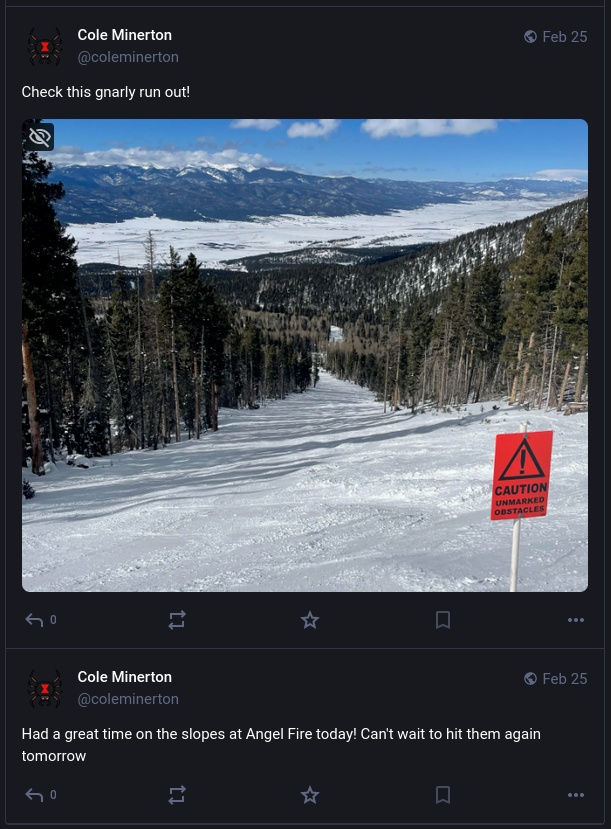 Cole Minerton
Feb 25
@coleminerton
Check this gnarly run out!
CAUTION
UNMARKED
OBSTACLES
0
Cole Minerton
Feb 25
@coleminerton
Had a great time on the slopes at Angel Fire today! Can't wait to hit them again
tomorrow
0